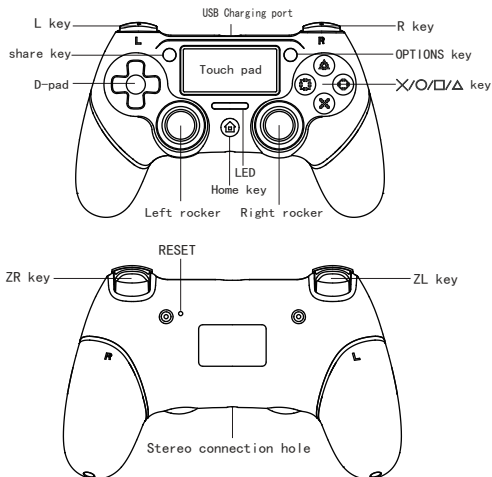 USB Charging port
L key
R key
L
R
share key
OPTIONS key
Touch pad
D-pad
X/O/□/△ key
LED
Home key
Left rocker
Right rocker
RESET
ZR key
ZL key
R
L
Stereo connection hole